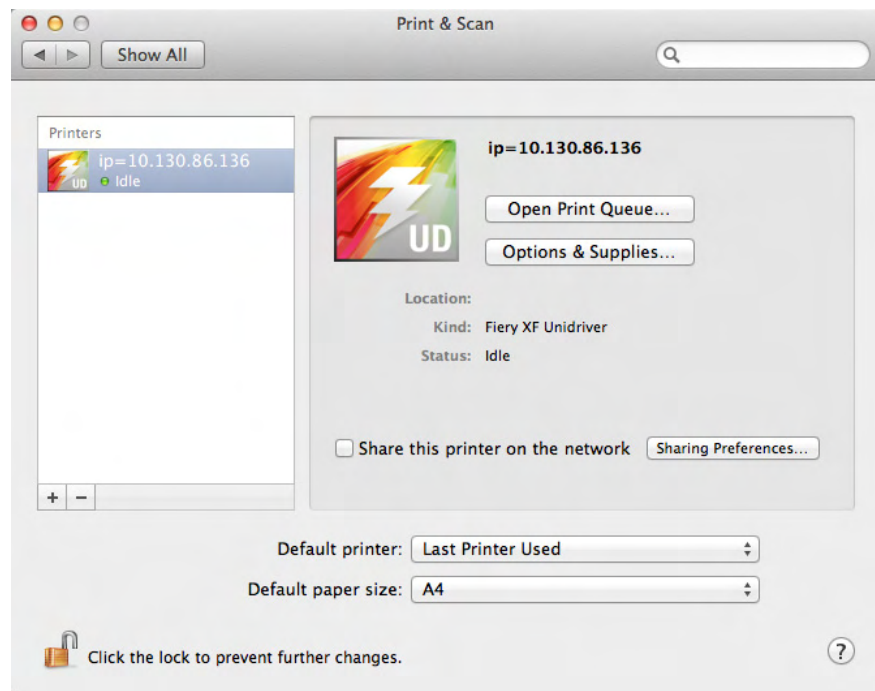 Print & Scan
Show All
Printers
ip=10.130.86.136
Idle
UD
ip=10.130.86.136
Open Print Queue...
UD
Options & Supplies...
Location:
Kind: Fiery XF Unidriver
Status: Idle
Share this printer on the network Sharing Preferences...
+ −
Default printer: Last Printer Used
Default paper size: A4
Click the lock to prevent further changes. ?